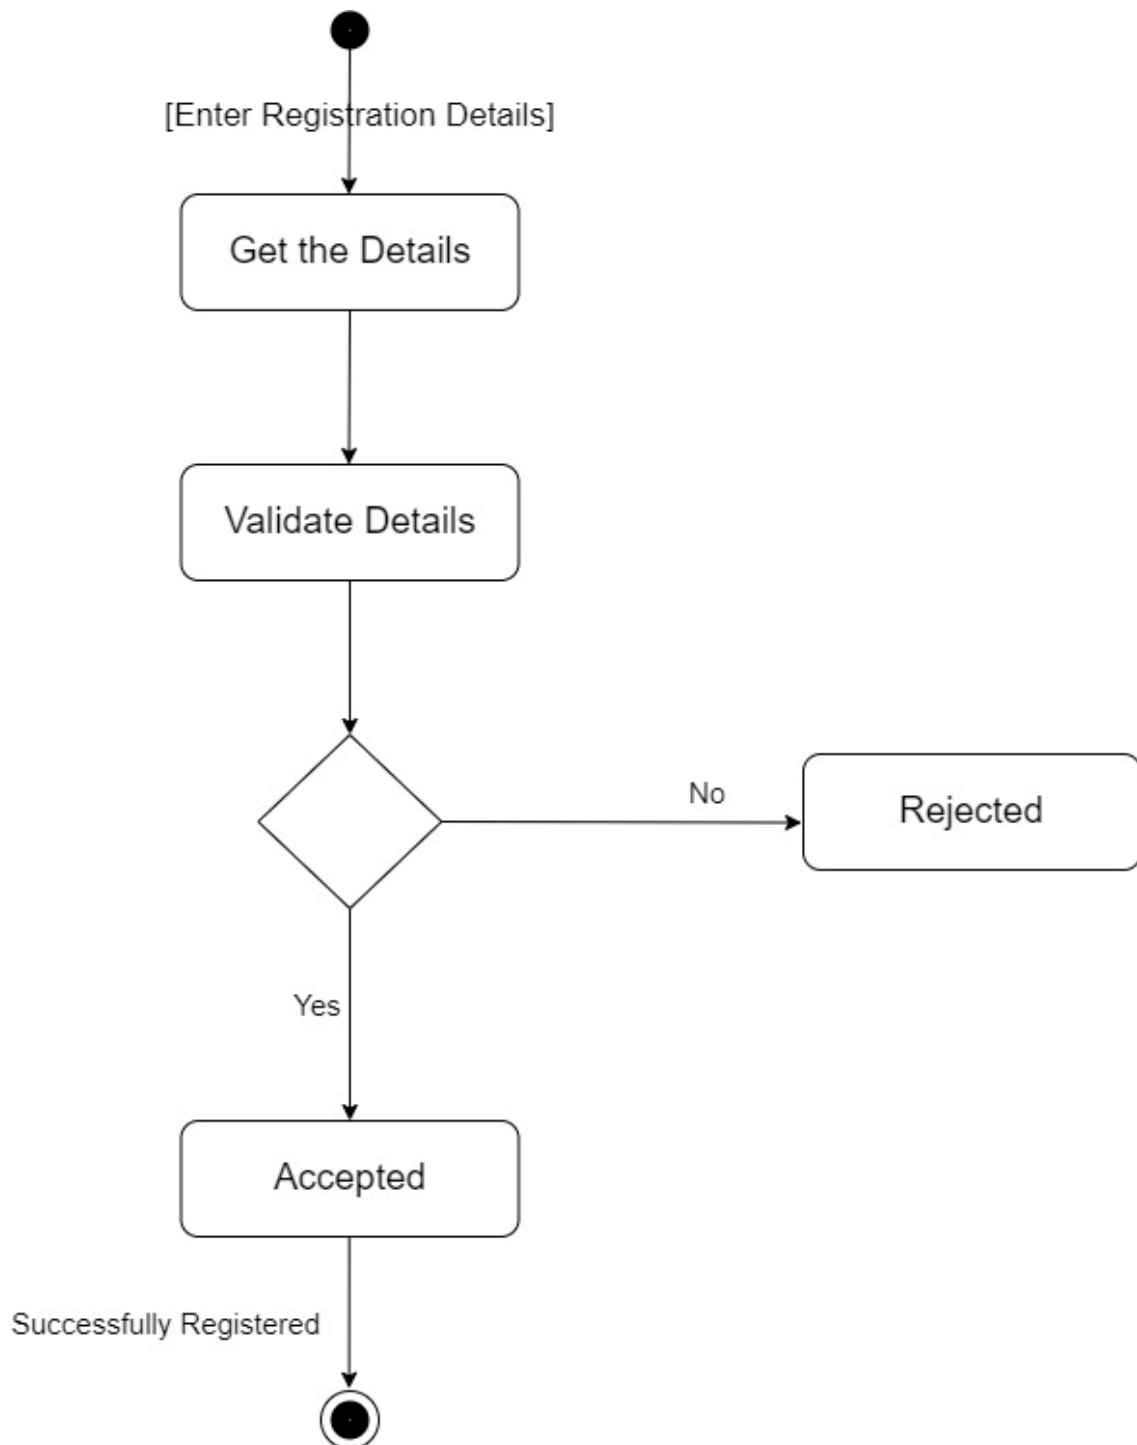 [Enter Registration Details]
Get the Details
Validate Details
No
Rejected
Yes
Accepted
Successfully Registered